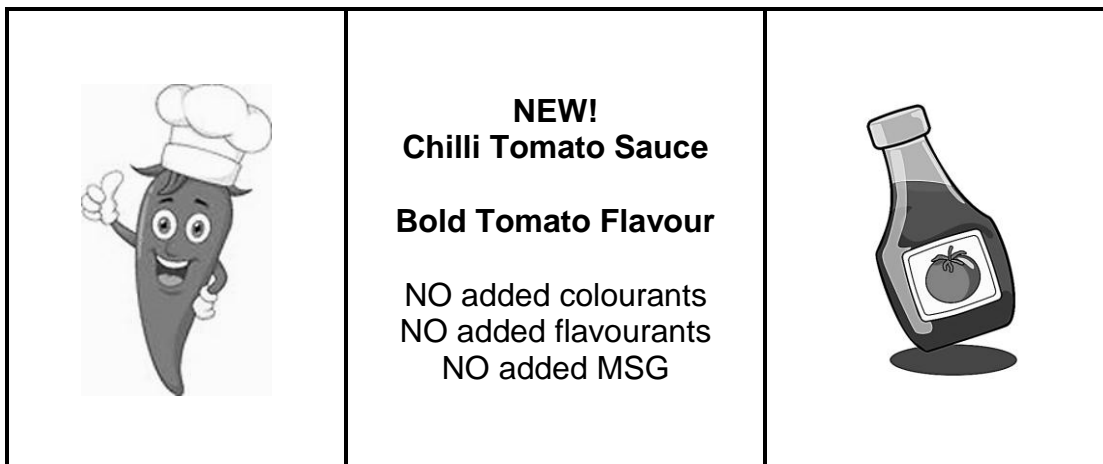 NEW!
Chilli Tomato Sauce
Bold Tomato Flavour
NO added colourants
NO added flavourants
NO added MSG